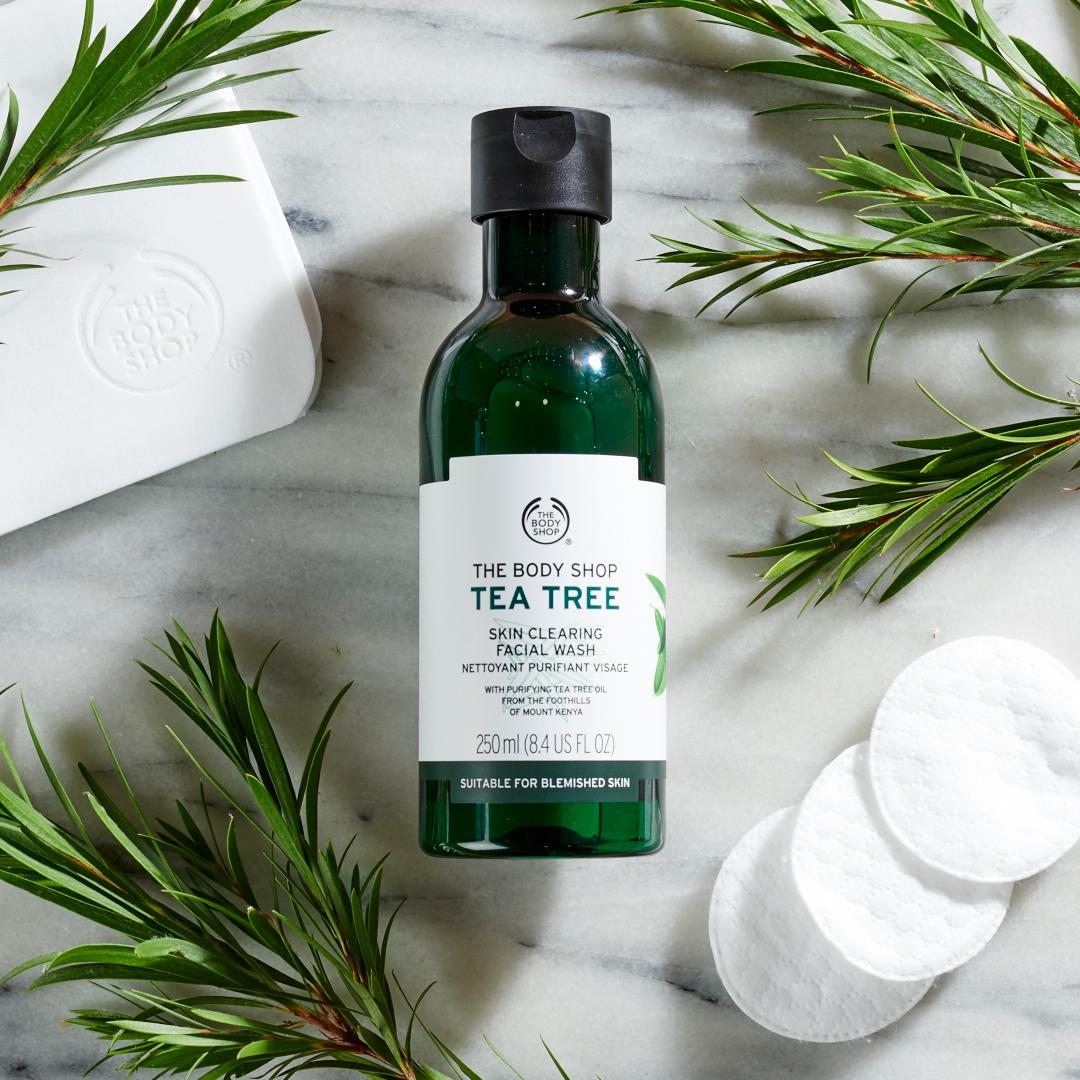 THE
BODY
SHOP
®
THE
BODY
SHOP
®
THE BODY SHOP
TEA TREE
SKIN CLEARING
FACIAL WASH
NETTOYANT PURIFIANT VISAGE
WITH PURIFYING TEA TREE OIL
FROM THE FOOTHILLS
OF MOUNT KENYA
250 ml (8.4 US FL OZ)
SUITABLE FOR BLEMISHED SKIN